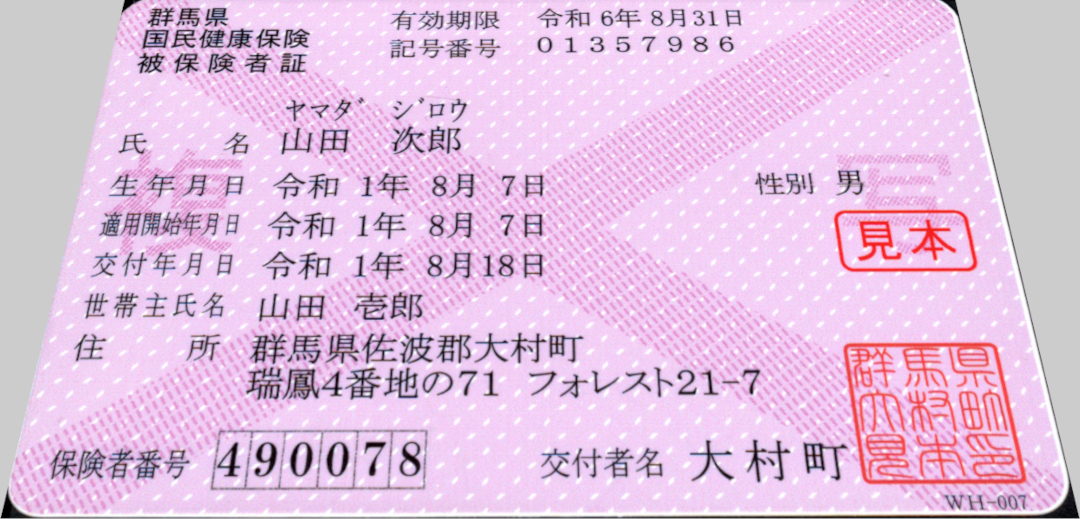 群馬県
国民健康保険
被保険者証
有効期限 令和 6年 8月31日
記号番号 01357986
ヤマダ ジロウ
氏名 山田 次郎
生年月日 令和 1年 8月 7日
性別 男
適用開始年月日 令和 1年 8月 7日
交付年月日 令和 1年 8月18日
世帯主氏名 山田 壱郎
住所 群馬県佐波郡大村町
瑞鳳4番地の71 フォレスト21-7
複写
見本
保険者番号 490078
交付者名 大村町
群馬県大村町見本印
WH-007